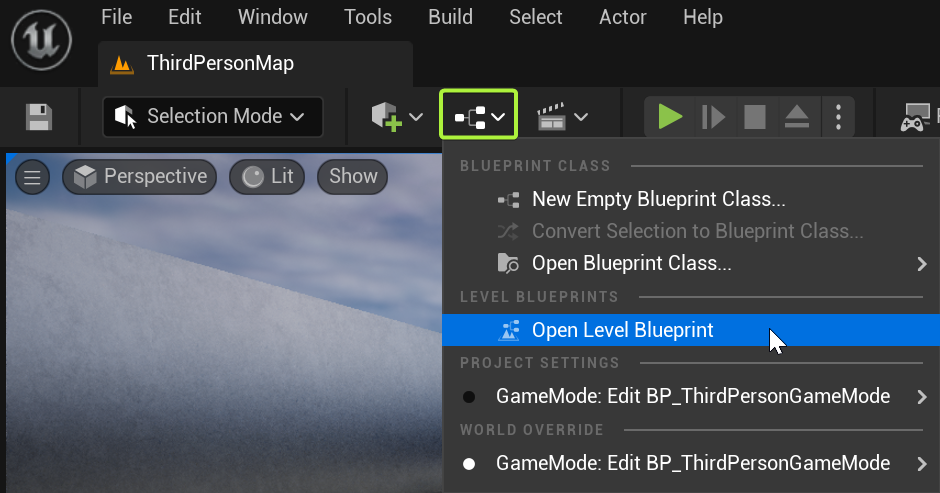 File Edit Window Tools Build Select Actor Help
ThirdPersonMap
Selection Mode
Perspective Lit Show
BLUEPRINT CLASS
New Empty Blueprint Class...
Convert Selection to Blueprint Class...
Open Blueprint Class...
LEVEL BLUEPRINTS
Open Level Blueprint
PROJECT SETTINGS
GameMode: Edit BP_ThirdPersonGameMode
WORLD OVERRIDE
GameMode: Edit BP_ThirdPersonGameMode